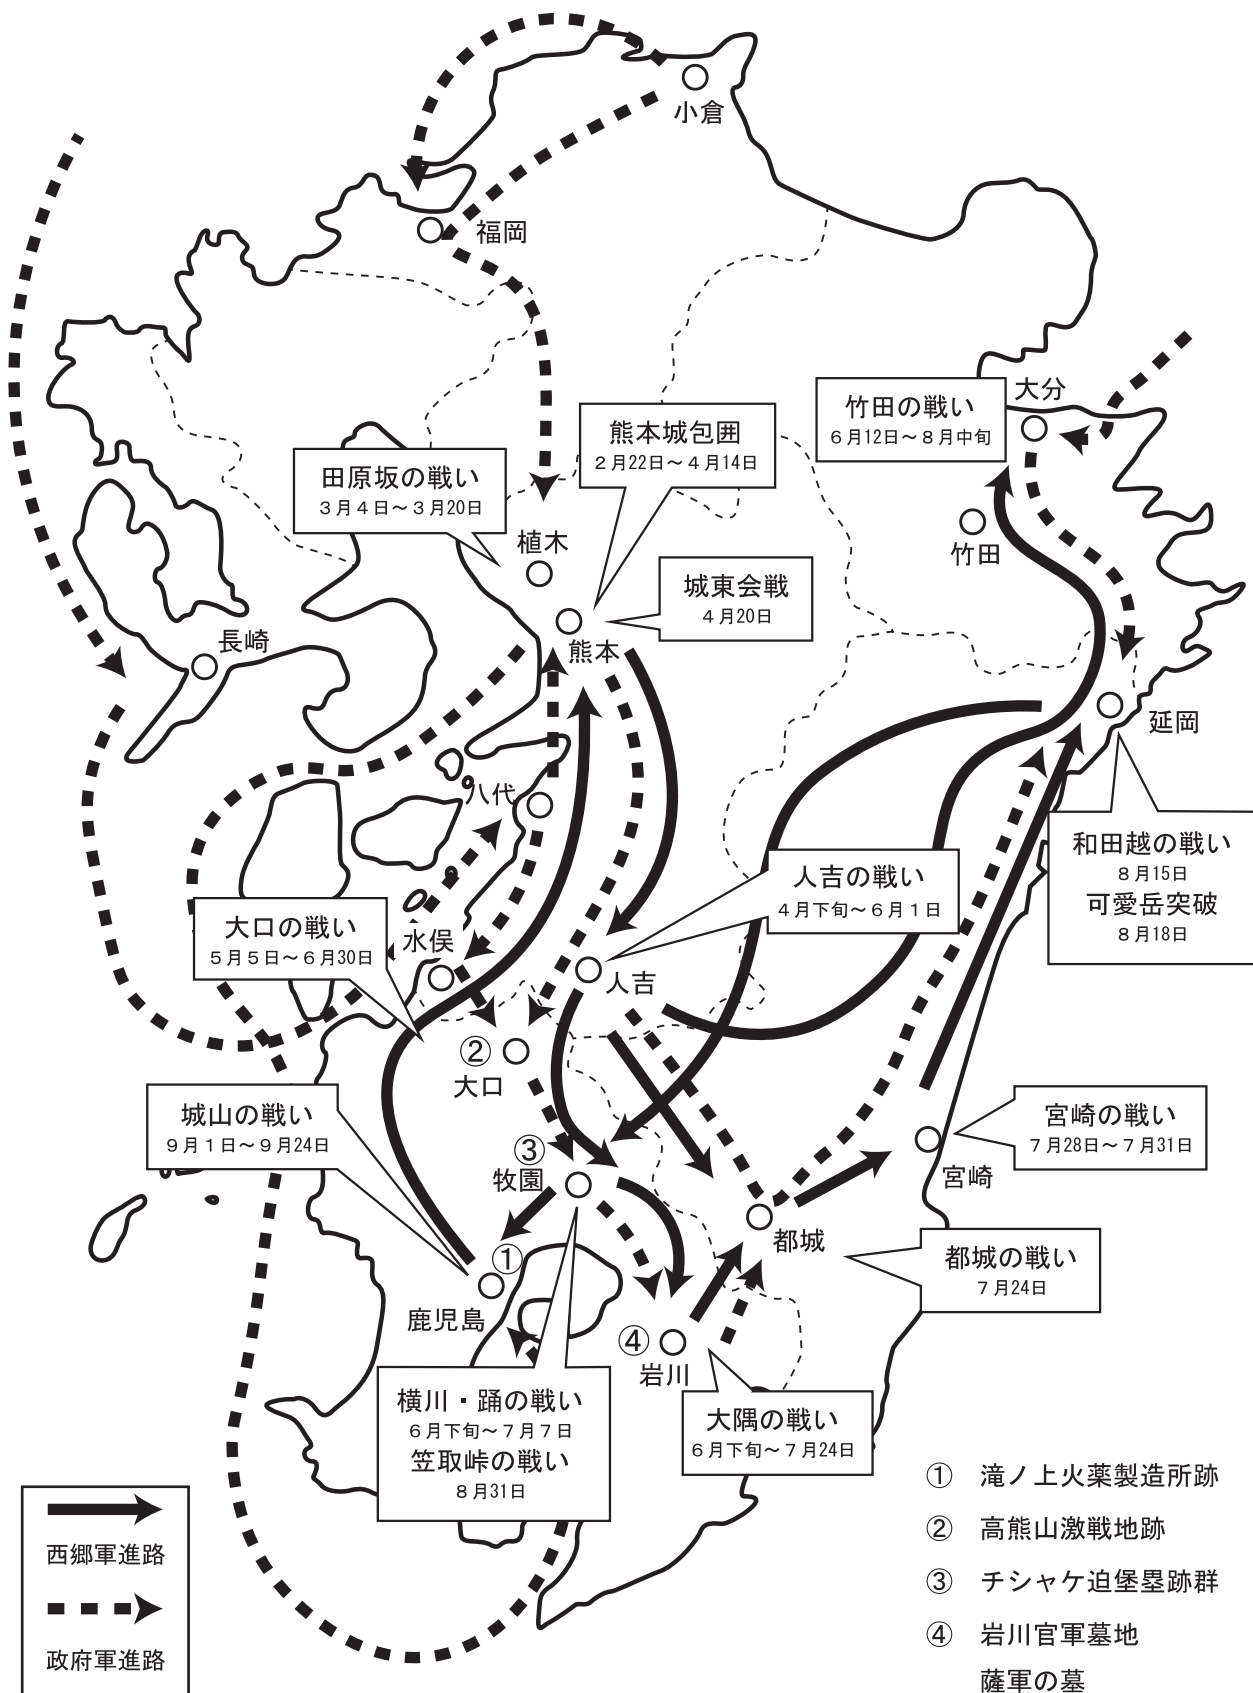 小倉
福岡
大分
竹田の戦い
6月12日～8月中旬
熊本城包囲
2月22日～4月14日
田原坂の戦い
3月4日～3月20日
植木
竹田
城東会戦
4月20日
長崎
熊本
延岡
八代
和田越の戦い
8月15日
可愛岳突破
8月18日
人吉の戦い
4月下旬～6月1日
大口の戦い
5月5日～6月30日
水俣
人吉
②
大口
城山の戦い
9月1日～9月24日
宮崎の戦い
7月28日～7月31日
③
牧園
宮崎
都城
①
都城の戦い
7月24日
鹿児島
④
岩川
横川・踊の戦い
6月下旬～7月7日
笠取峠の戦い
8月31日
大隅の戦い
6月下旬～7月24日
西郷軍進路
政府軍進路
① 滝ノ上火薬製造所跡
② 高熊山激戦地跡
③ チシャケ迫堡塁跡群
④ 岩川官軍墓地
薩軍の墓